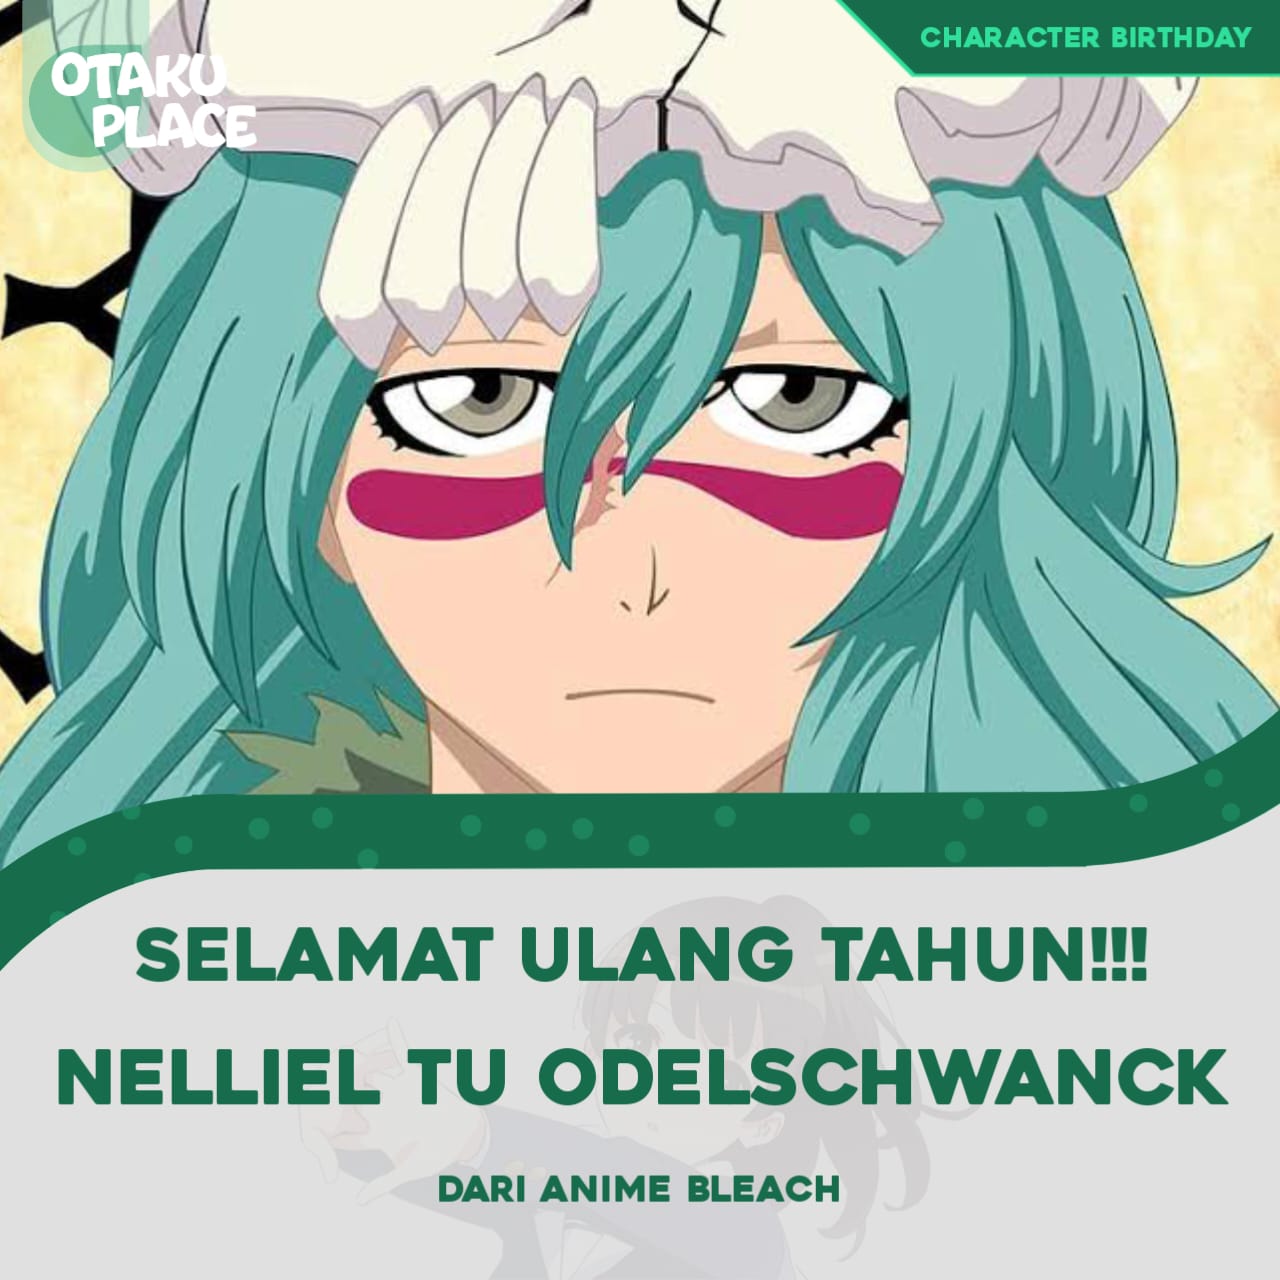 OTAKU
PLACE
CHARACTER BIRTHDAY
SELAMAT ULANG TAHUN!!!
NELLIEL TU ODELSCHWANCK
DARI ANIME BLEACH